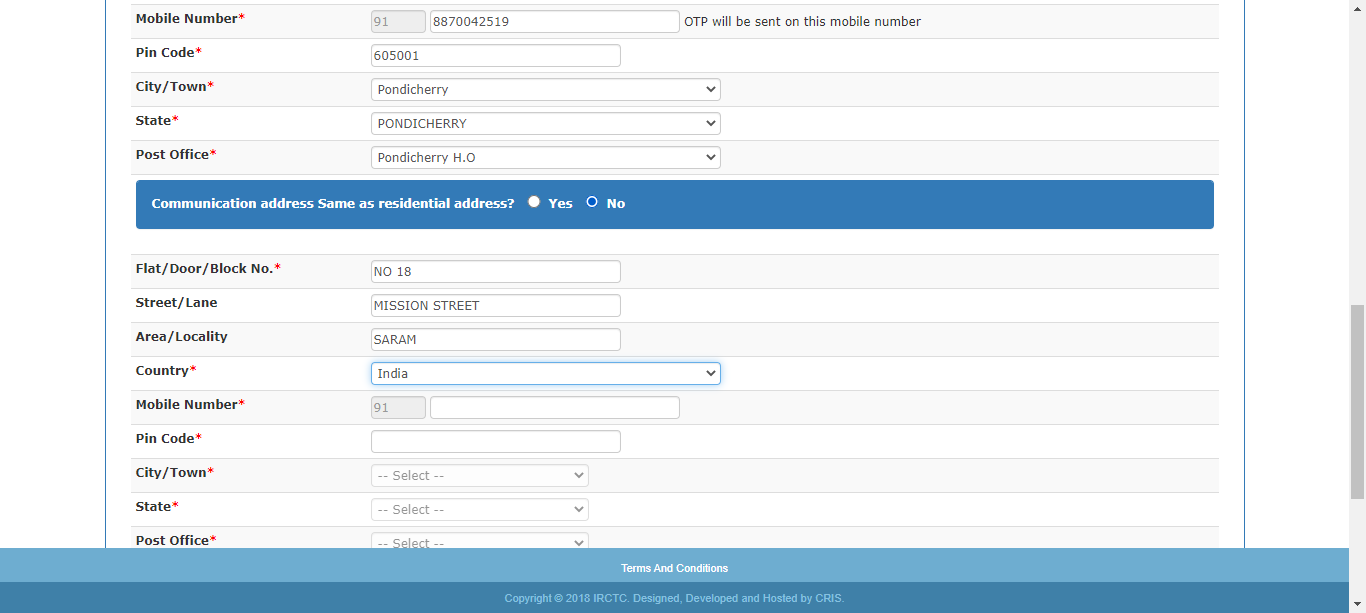 Mobile Number* 91 8870042519 OTP will be sent on this mobile number
Pin Code* 605001
City/Town* Pondicherry
State* PONDICHERRY
Post Office* Pondicherry H.O
Communication address Same as residential address? Yes No
Flat/Door/Block No.* NO 18
Street/Lane MISSION STREET
Area/Locality SARAM
Country* India
Mobile Number* 91
Pin Code*
City/Town* -- Select --
State* -- Select --
Post Office* -- Select --
Terms And Conditions
Copyright © 2018 IRCTC. Designed, Developed and Hosted by CRIS.